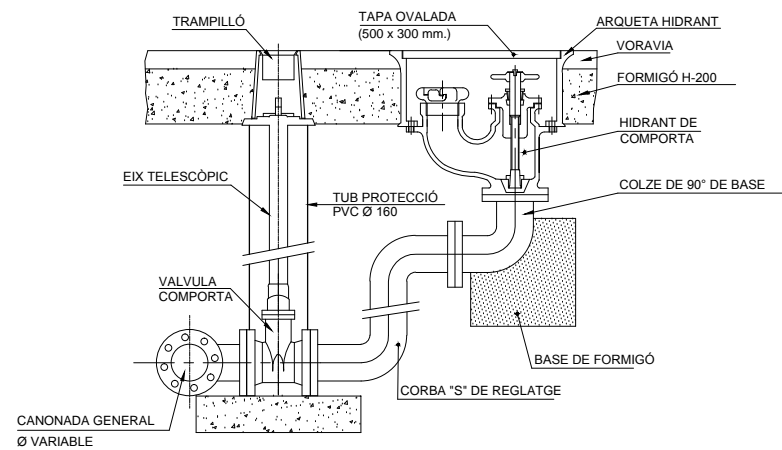 TRAMPILLÓ
TAPA OVALADA
(500 x 300 mm.)
ARQUETA HIDRANT
VORAVIA
FORMIGÓ H-200
HIDRANT DE
COMPORTA
EIX TELESCÒPIC
TUB PROTECCIÓ
PVC Ø 160
COLZE DE 90° DE BASE
VALVULA
COMPORTA
BASE DE FORMIGÓ
CORBA "S" DE REGLATGE
CANONADA GENERAL
Ø VARIABLE